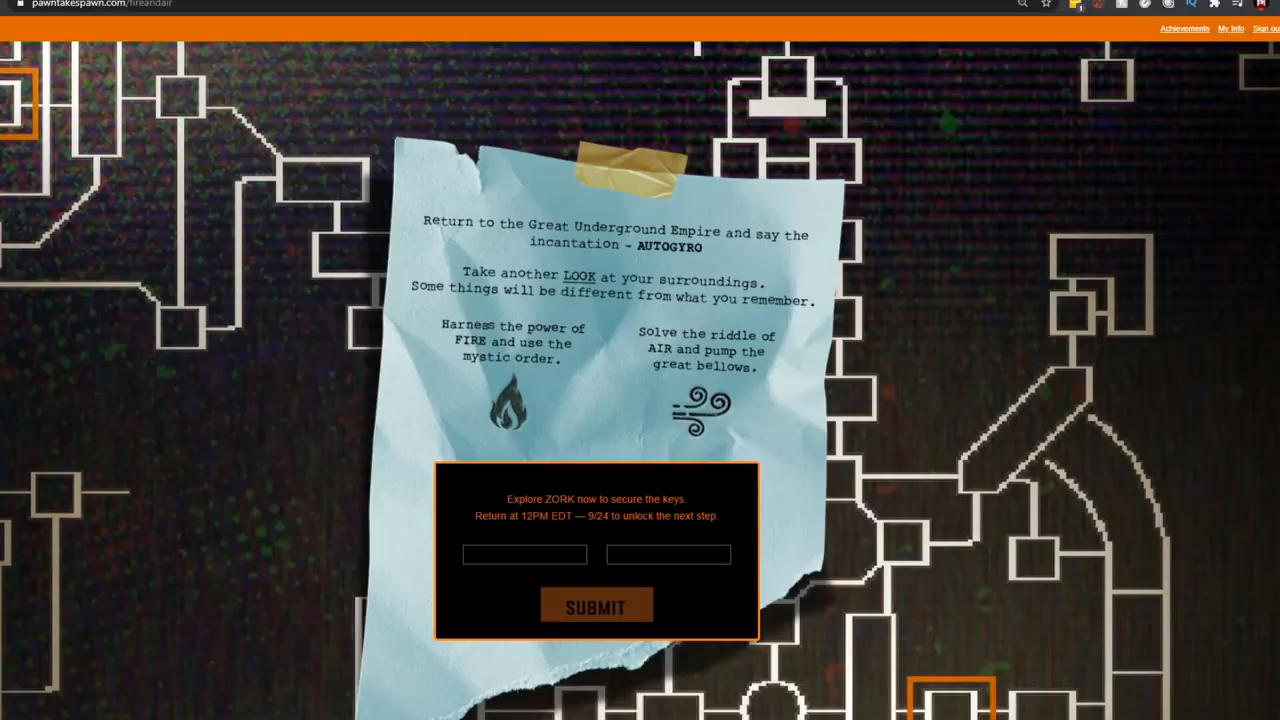 pawntakespawn.com/fireandair
Achievements My Info Sign ou
Return to the Great Underground Empire and say the
incantation - AUTOGYRO
Take another LOOK at your surroundings.
Some things will be different from what you remember.
Harness the power of
FIRE and use the
mystic order.
Solve the riddle of
AIR and pump the
great bellows.
Explore ZORK now to secure the keys.
Return at 12PM EDT — 9/24 to unlock the next step.
SUBMIT